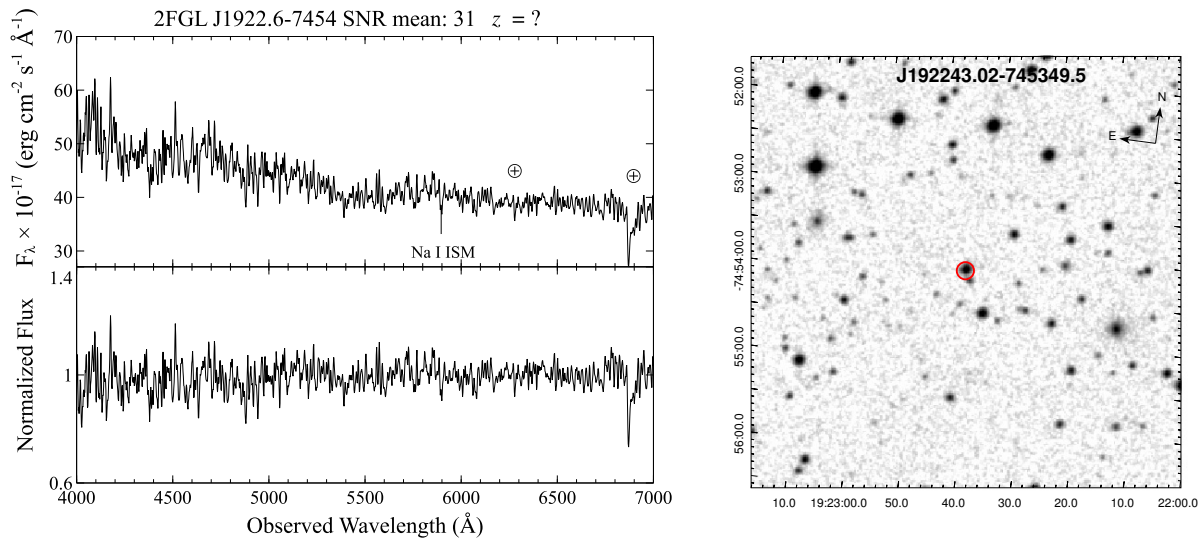 2FGL J1922.6-7454 SNR mean: 31 z = ?
70
60
50
40
30
F_λ × 10⁻¹⁷ (erg cm⁻² s⁻¹ Å⁻¹)
⊕ ⊕
Na I ISM
1.4
1
0.6
Normalized Flux
4000 4500 5000 5500 6000 6500 7000
Observed Wavelength (Å)
J192243.02-745349.5
N
E
52:00.0
53:00.0
-74:54:00.0
55:00.0
56:00.0
10.0 19:23:00.0 50.0 40.0 30.0 20.0 10.0 22:00.0